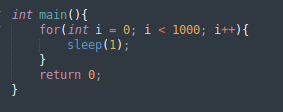 int main(){
    for(int i = 0; i < 1000; i++){
        sleep(1);
    }
    return 0;
}